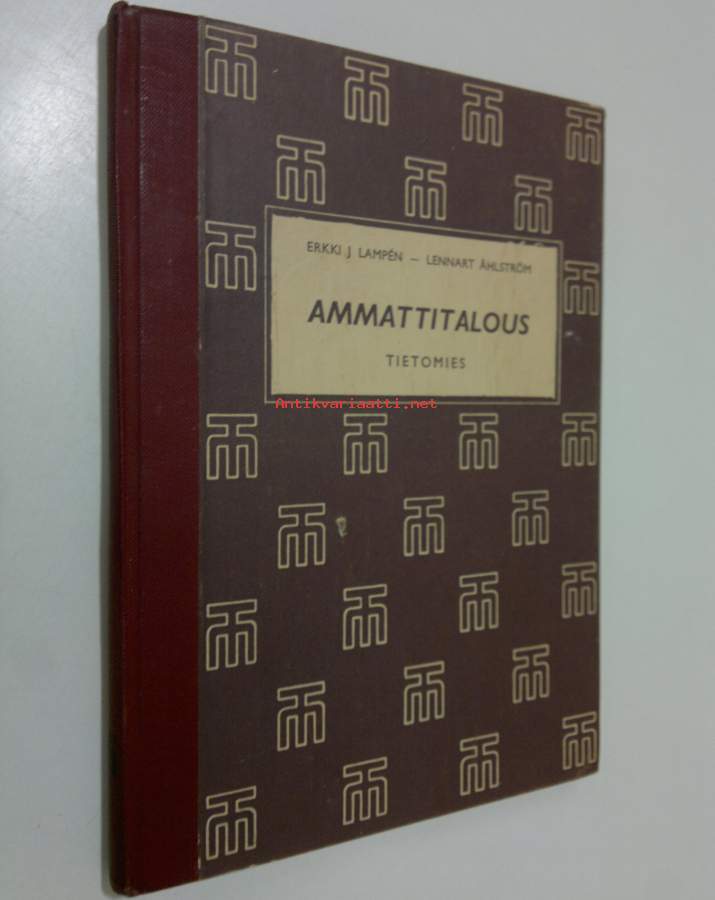 ERKKI J LAMPÉN — LENNART ÅHLSTRÖM
AMMATTITALOUS
TIETOMIES
Antikvariaatti.net